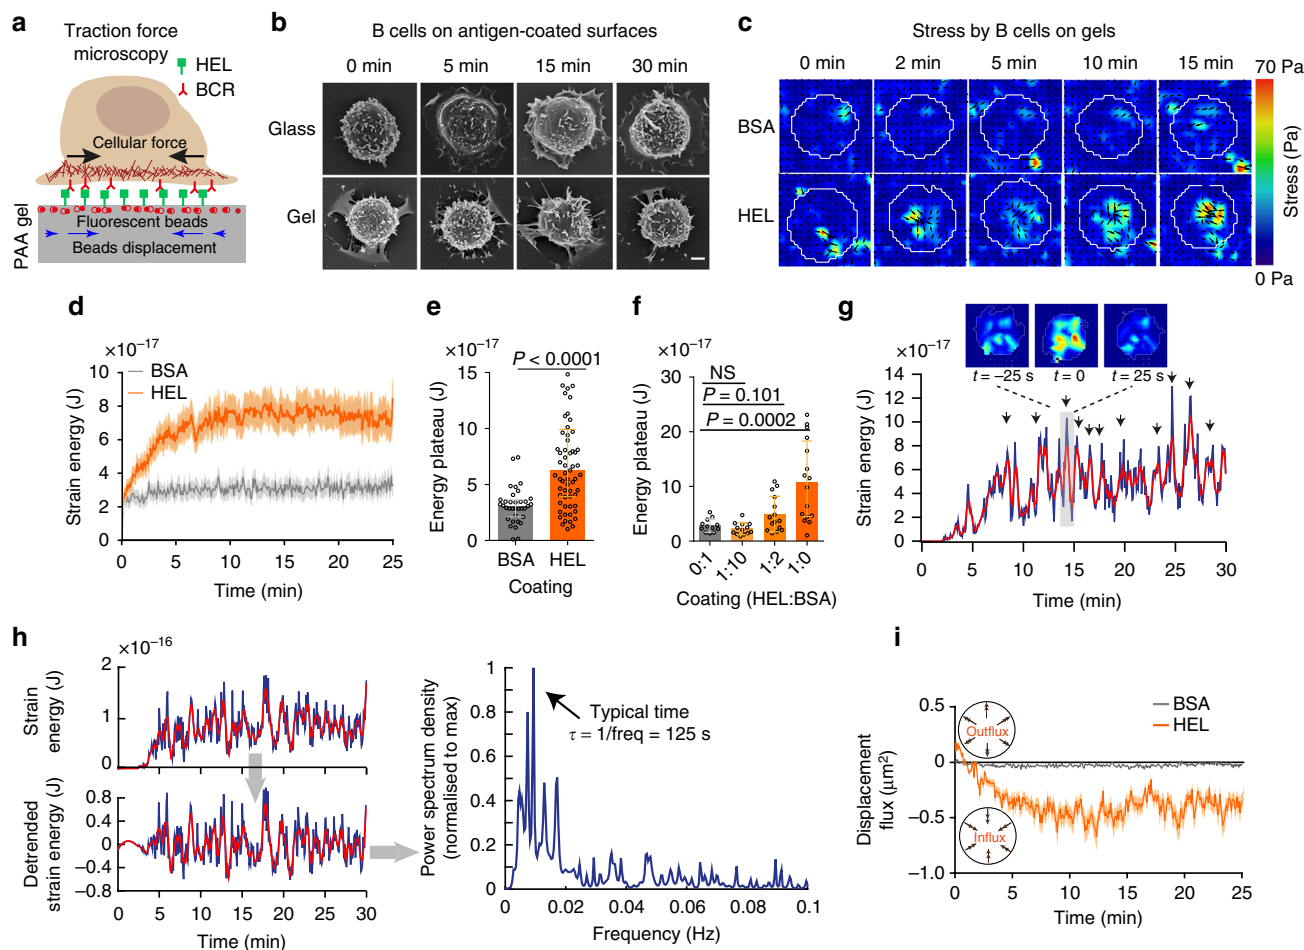 a
Traction force
microscopy
HEL
BCR
Cellular force
Fluorescent beads
Beads displacement
PAA gel
b
B cells on antigen-coated surfaces
0 min 5 min 15 min 30 min
Glass
Gel
c
Stress by B cells on gels
0 min 2 min 5 min 10 min 15 min
BSA
HEL
70 Pa
Stress (Pa)
0 Pa
d
×10⁻¹⁷
BSA
HEL
10
8
6
4
2
0
Strain energy (J)
0 5 10 15 20 25
Time (min)
e
×10⁻¹⁷
P < 0.0001
15
10
5
0
Energy plateau (J)
BSA HEL
Coating
f
×10⁻¹⁷
NS
P = 0.101
P = 0.0002
30
20
10
0
Energy plateau (J)
0:1 1:10 1:2 1:0
Coating (HEL:BSA)
g
t = –25 s t = 0 t = 25 s
×10⁻¹⁷
14
12
10
8
6
4
2
0
Strain energy (J)
0 5 10 15 20 25 30
Time (min)
h
×10⁻¹⁶
2
1
0
Strain
energy (J)
0.8
0.4
0
–0.4
–0.8
Detrended
strain energy (J)
0 5 10 15 20 25 30
Time (min)
1
0.8
0.6
0.4
0.2
0
Power spectrum density
(normalised to max)
Typical time
τ = 1/freq = 125 s
0 0.02 0.04 0.06 0.08 0.1
Frequency (Hz)
i
BSA
HEL
0.5
0
–0.5
–1.0
Displacement
flux (μm²)
Outflux
Influx
0 5 10 15 20 25
Time (min)